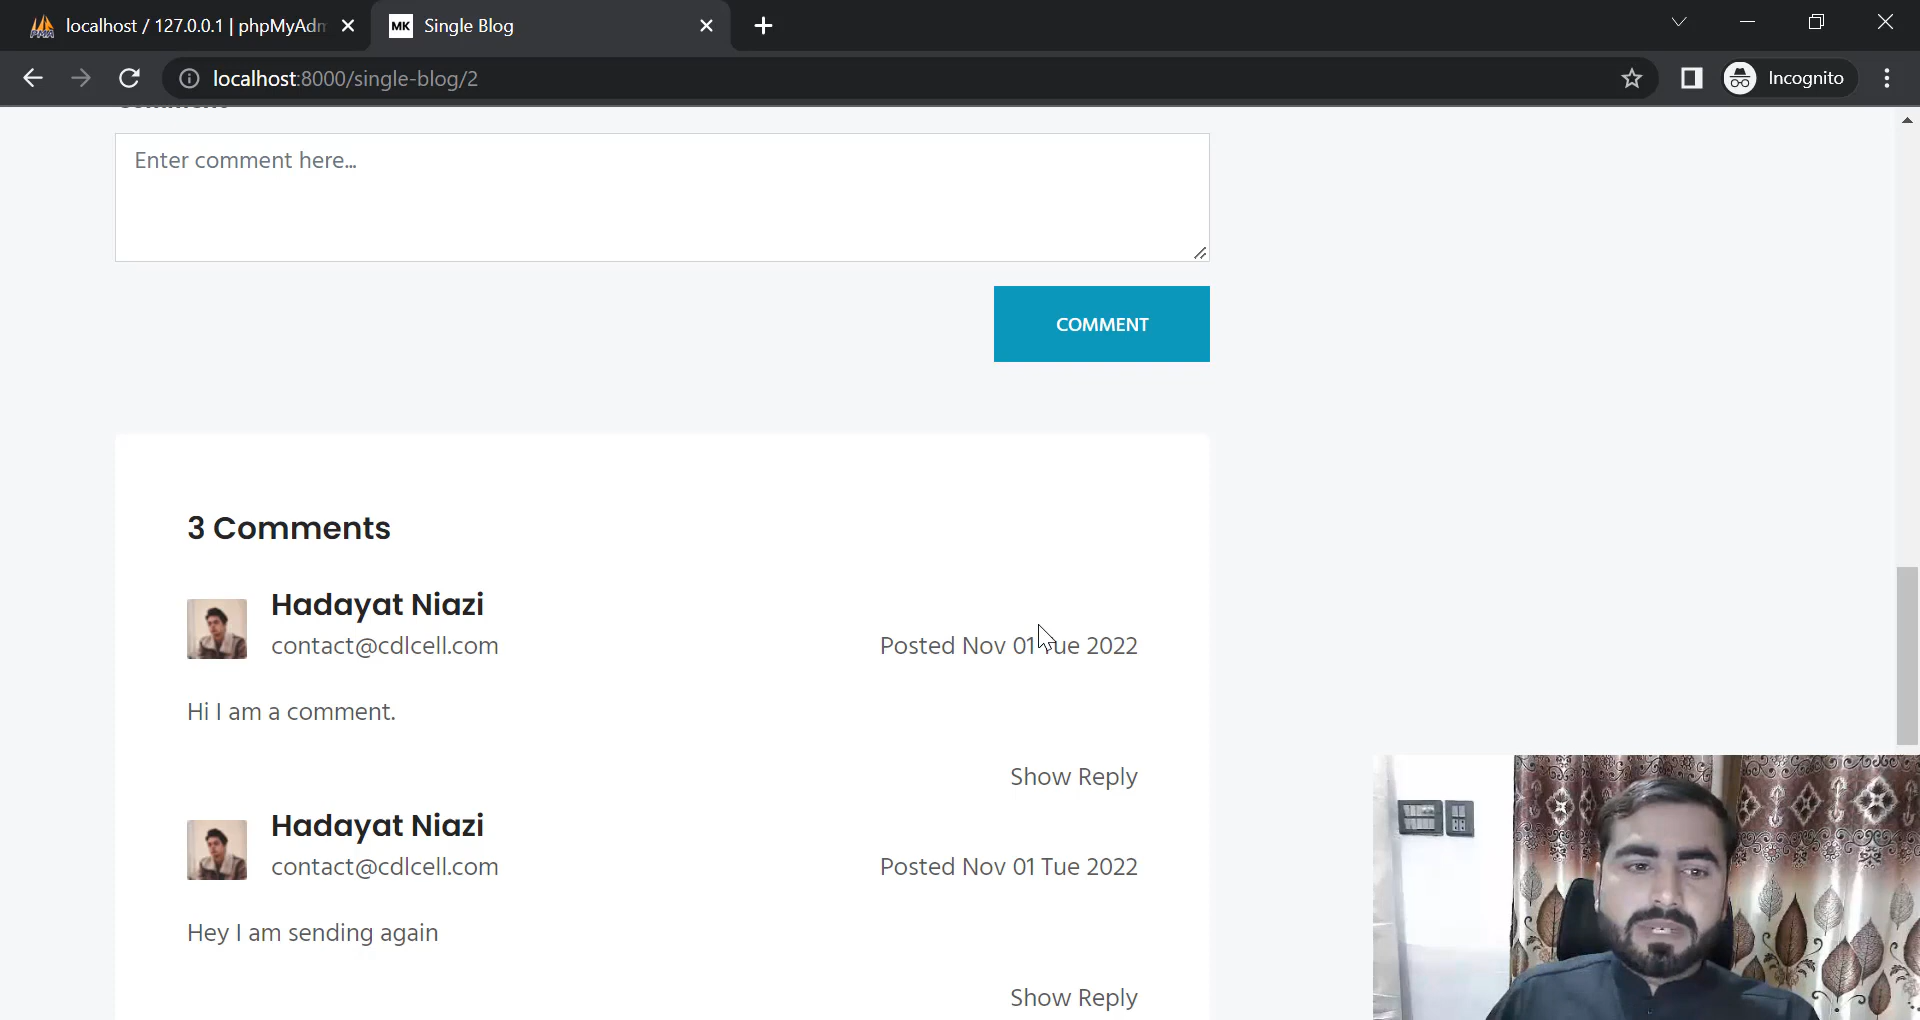 localhost / 127.0.0.1 | phpMyAdm
MK Single Blog
localhost:8000/single-blog/2
Incognito
Enter comment here...
COMMENT
3 Comments
Hadayat Niazi
contact@cdlcell.com
Posted Nov 01 Tue 2022
Hi I am a comment.
Show Reply
Hadayat Niazi
contact@cdlcell.com
Posted Nov 01 Tue 2022
Hey I am sending again
Show Reply